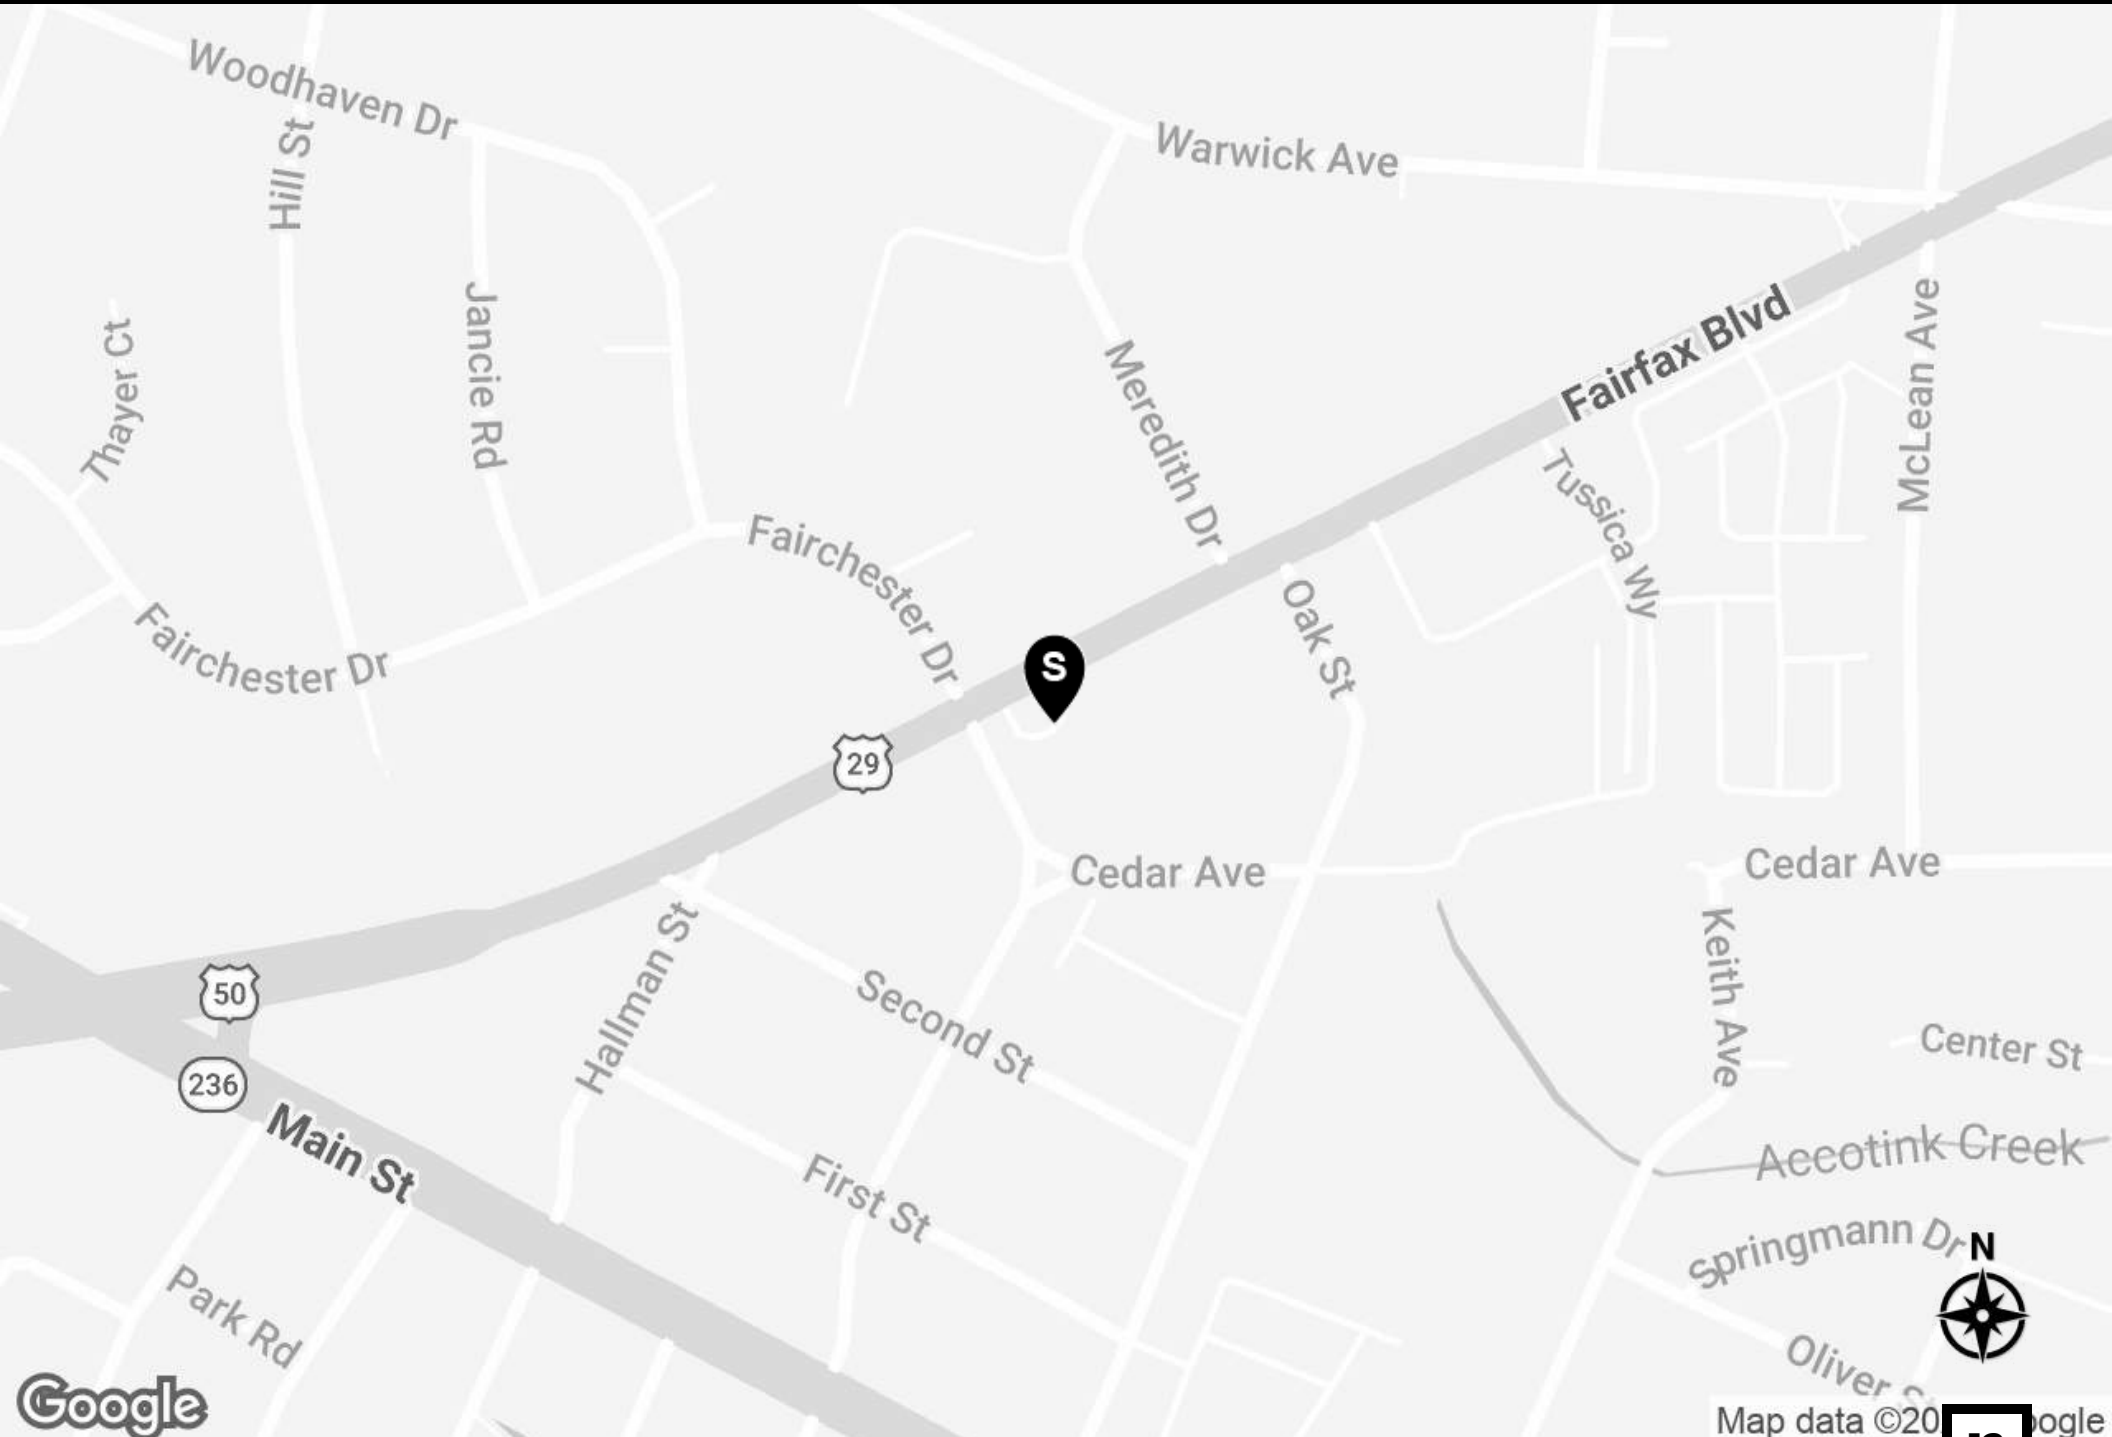 Woodhaven Dr
Hill St
Warwick Ave
Jancie Rd
Thayer Ct
Meredith Dr
Fairfax Blvd
McLean Ave
Tussica Wy
Fairchester Dr
Fairchester Dr
Oak St
S
29
Cedar Ave
Cedar Ave
Hallman St
Keith Ave
50
Second St
Center St
236
Main St
Accotink Creek
First St
Springmann Dr
N
Park Rd
Oliver
Google
Map data ©20